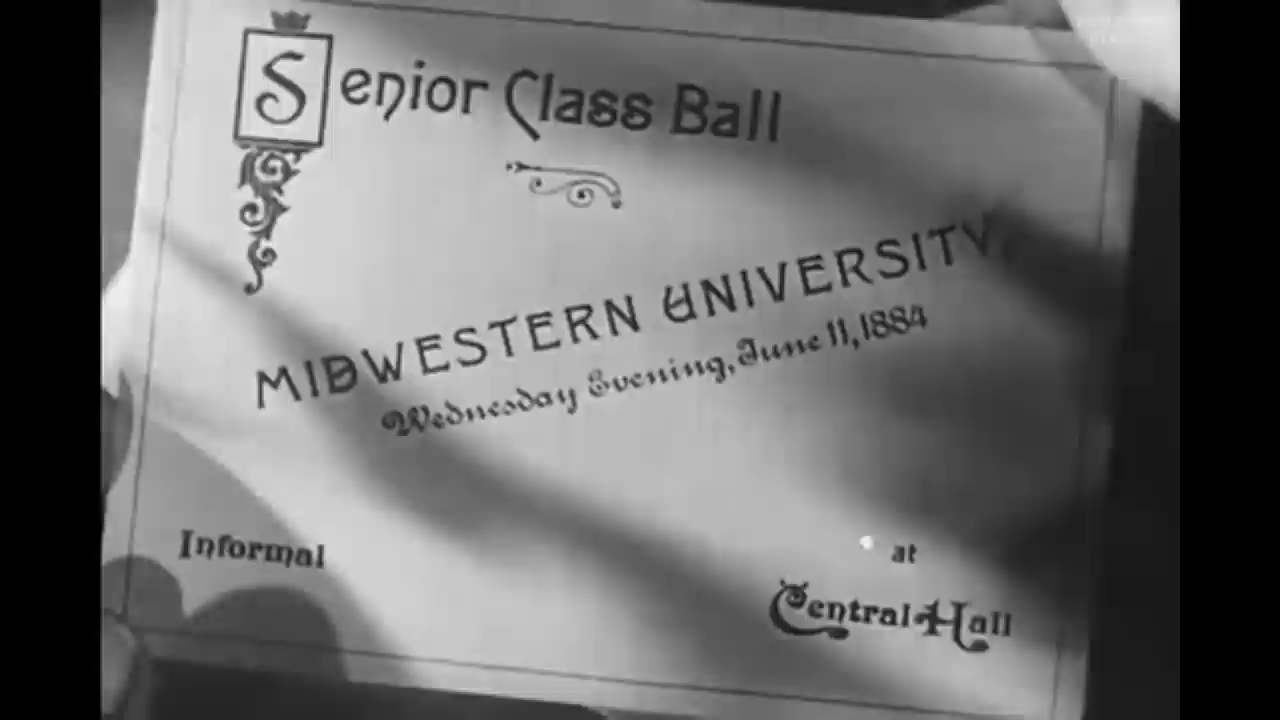 Senior Class Ball
MIDWESTERN UNIVERSITY
Wednesday Evening, June 11, 1884
Informal
at
Central Hall